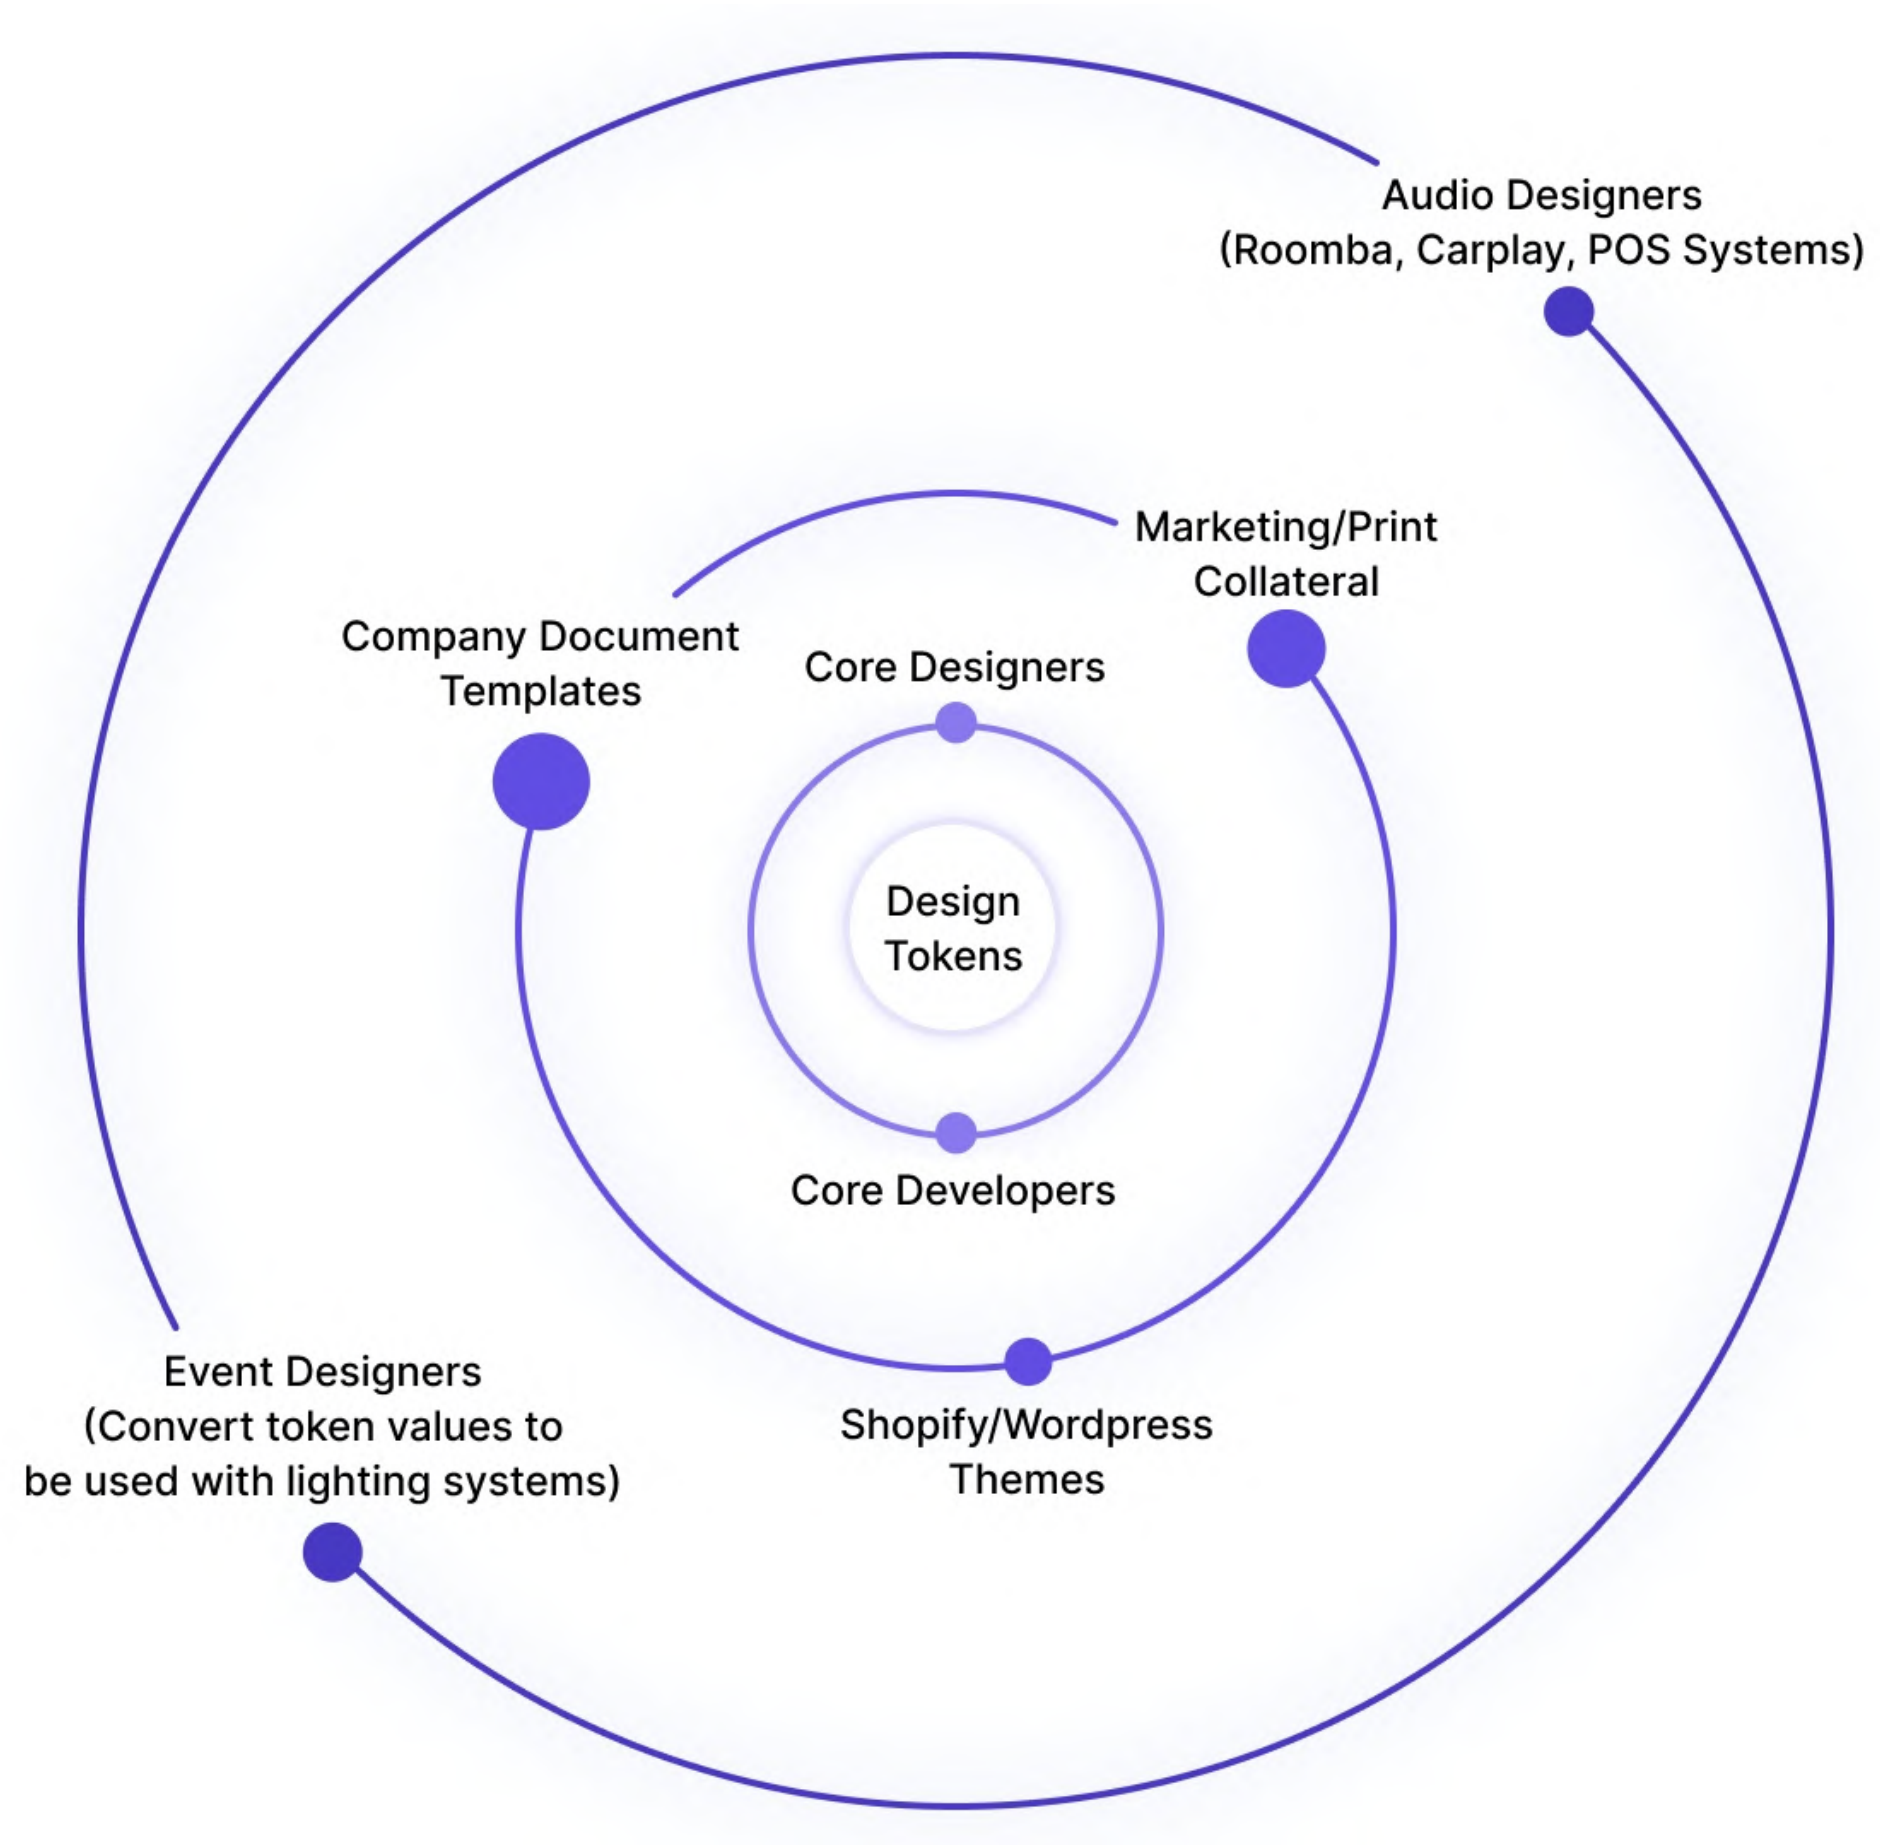 Audio Designers
(Roomba, Carplay, POS Systems)
Marketing/Print
Collateral
Company Document
Templates
Core Designers
Design
Tokens
Core Developers
Event Designers
(Convert token values to
be used with lighting systems)
Shopify/Wordpress
Themes